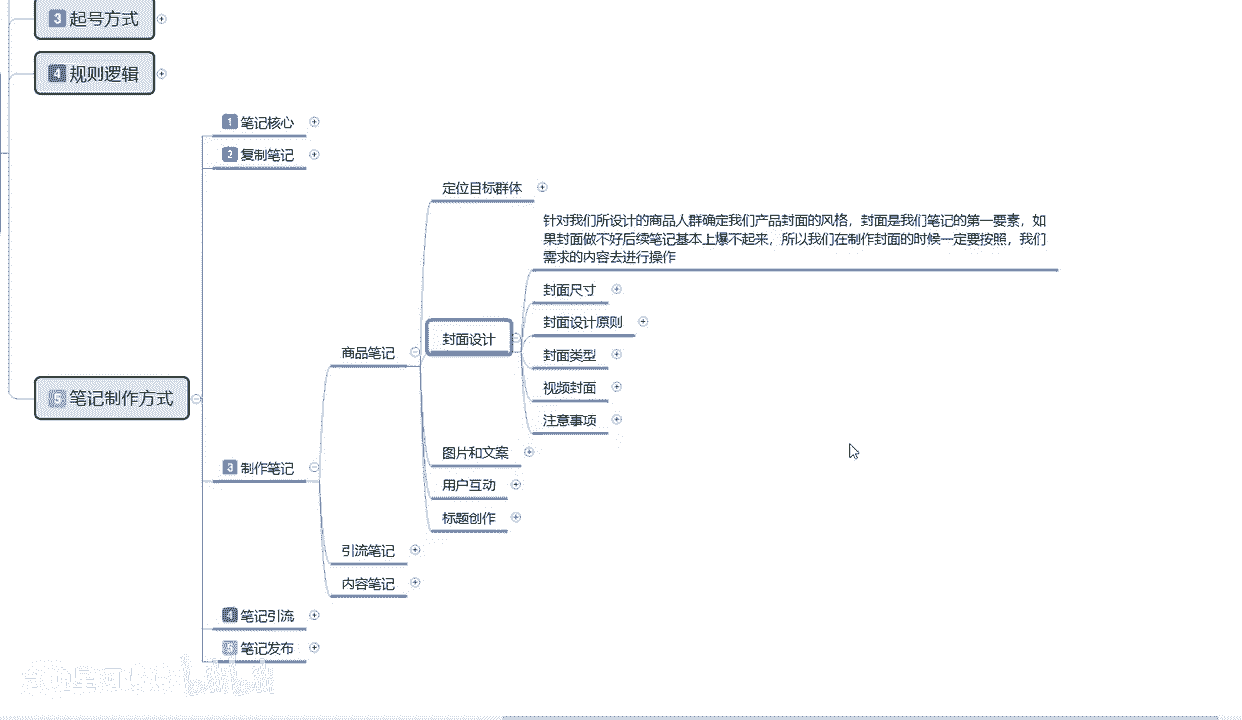 3 起号方式
4 规则逻辑
1 笔记核心
2 复制笔记
定位目标群体
针对我们所设计的商品人群确定我们产品封面的风格，封面是我们笔记的第一要素，如
果封面做不好后续笔记基本上爆不起来，所以我们在制作封面的时候一定要按照，我们
需求的内容去进行操作
封面尺寸
封面设计原则
封面设计
商品笔记
封面类型
视频封面
5 笔记制作方式
注意事项
图片和文案
3 制作笔记
用户互动
标题创作
引流笔记
内容笔记
4 笔记引流
5 笔记发布